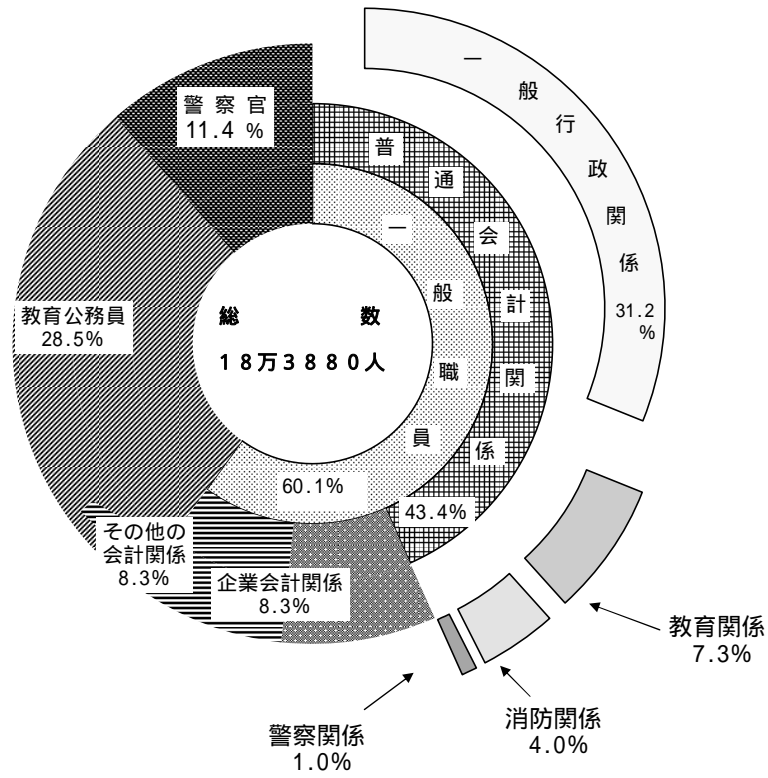 総数
18万3880人
一般職員
60.1%
普通会計関係
43.4%
一般行政関係
31.2
%
教育関係
7.3%
消防関係
4.0%
警察関係
1.0%
企業会計関係
8.3%
その他の
会計関係
8.3%
教育公務員
28.5%
警察官
11.4 %